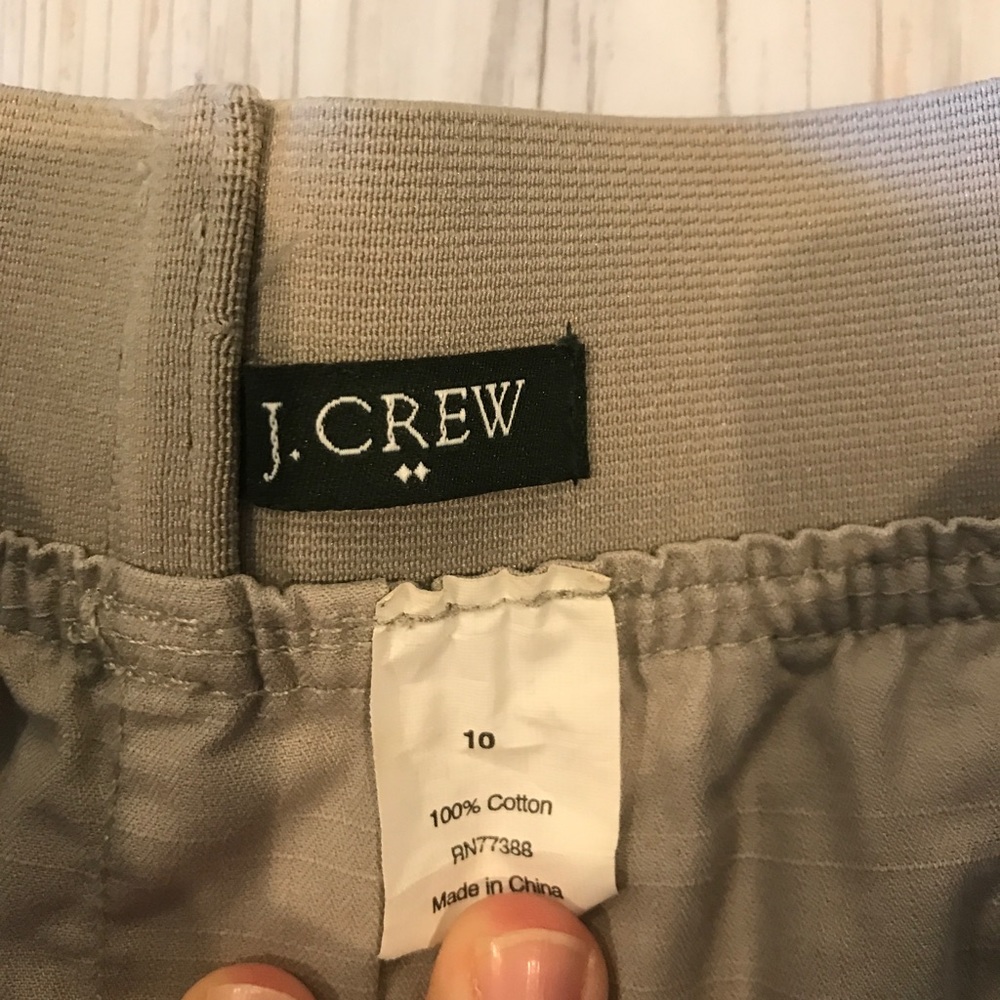 J. CREW
10
100% Cotton
RN77388
Made in China